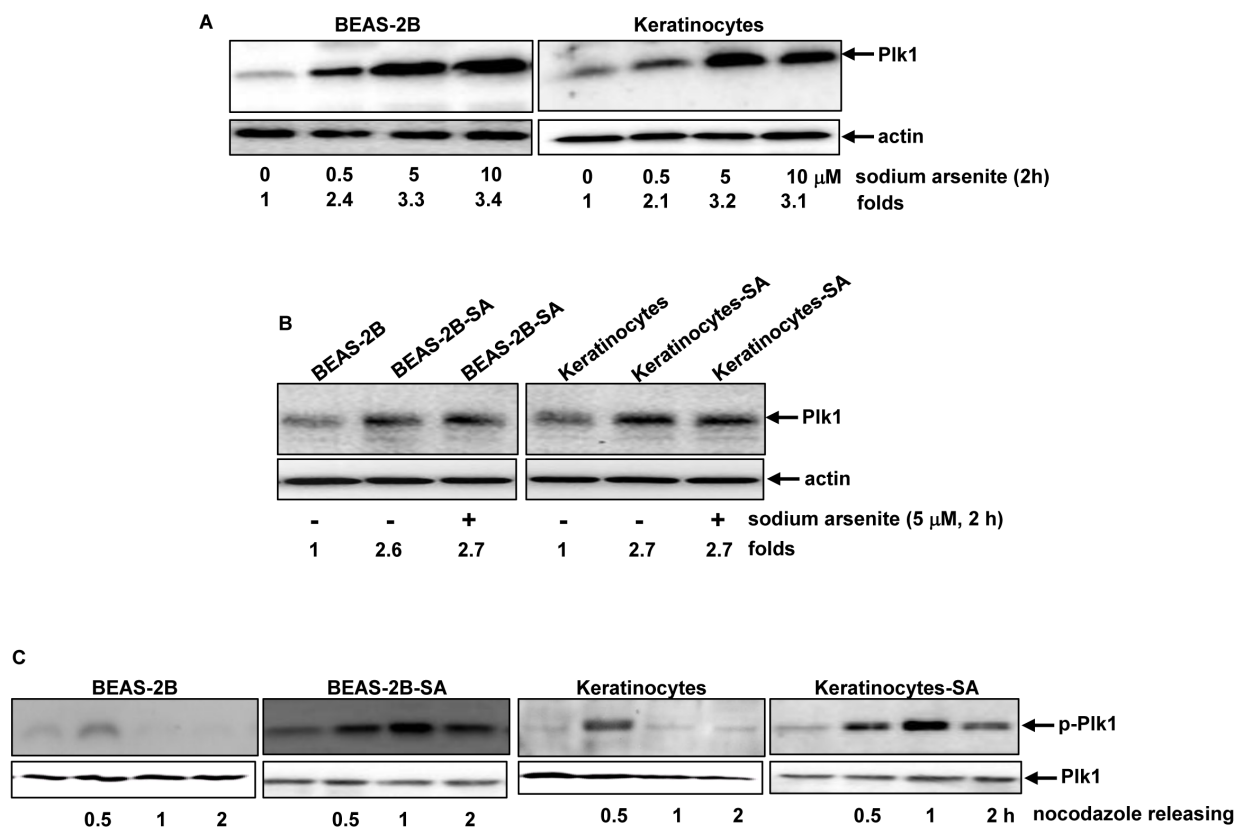 A
BEAS-2B Keratinocytes
Plk1
actin
0 0.5 5 10 0 0.5 5 10 μM sodium arsenite (2h)
1 2.4 3.3 3.4 1 2.1 3.2 3.1 folds
B
BEAS-2B BEAS-2B-SA BEAS-2B-SA Keratinocytes Keratinocytes-SA Keratinocytes-SA
Plk1
actin
- - + - - + sodium arsenite (5 μM, 2 h)
1 2.6 2.7 1 2.7 2.7 folds
C
BEAS-2B BEAS-2B-SA Keratinocytes Keratinocytes-SA
p-Plk1
Plk1
0.5 1 2 0.5 1 2 0.5 1 2 0.5 1 2 h nocodazole releasing